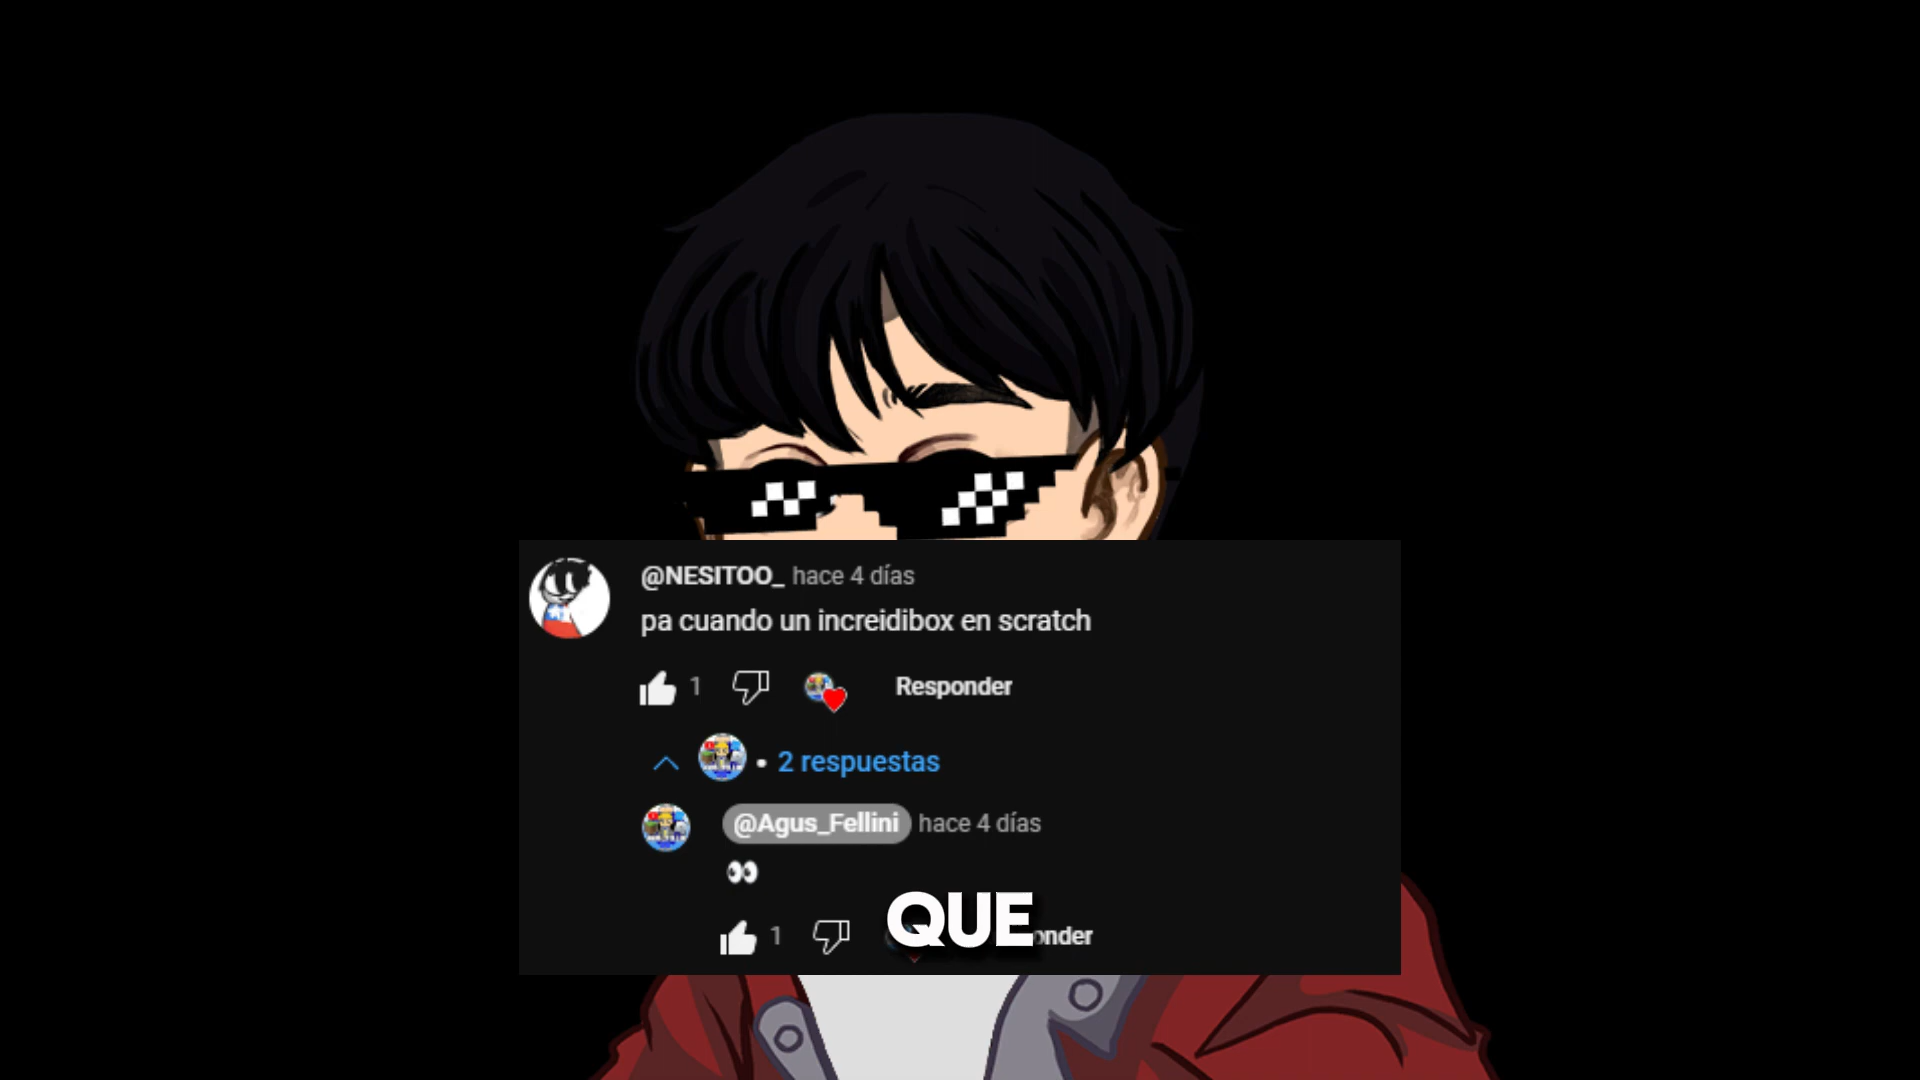 @NESITOO_ hace 4 días
pa cuando un increidibox en scratch
1 Responder
• 2 respuestas
@Agus_Fellini hace 4 días
👀
1 onder
QUE